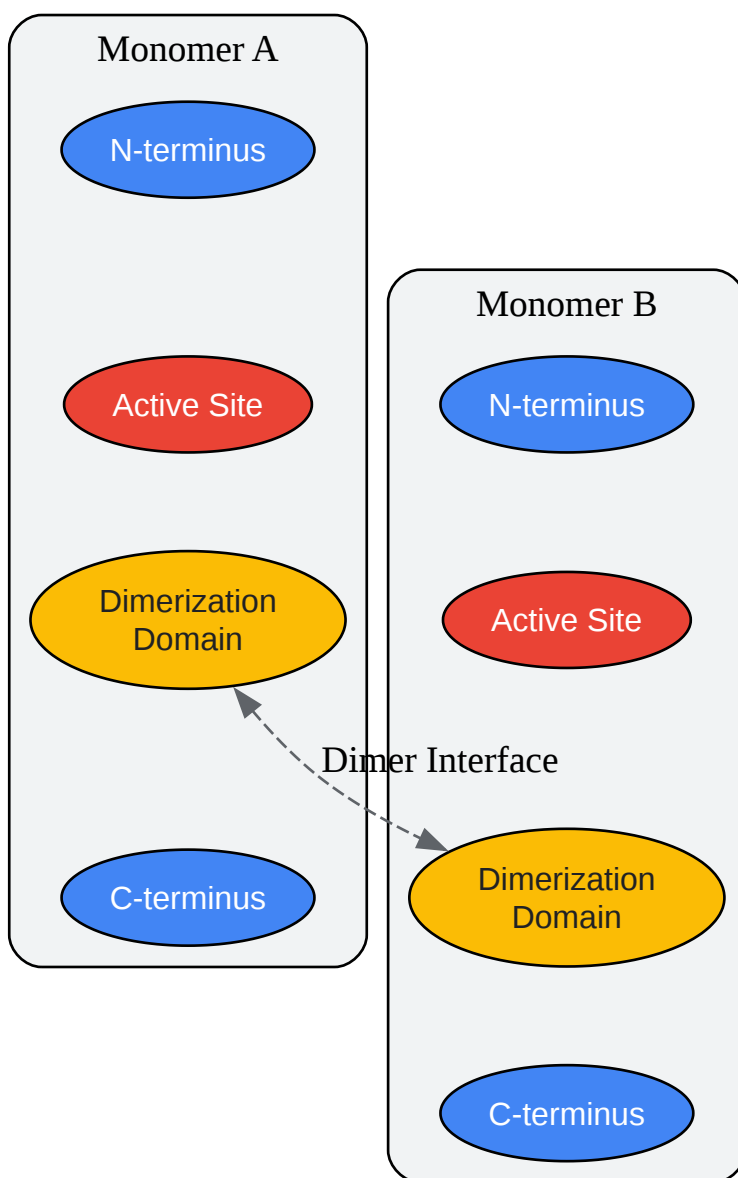 Monomer A
N-terminus
Active Site
Dimerization
Domain
C-terminus
Dimer Interface
Monomer B
N-terminus
Active Site
Dimerization
Domain
C-terminus